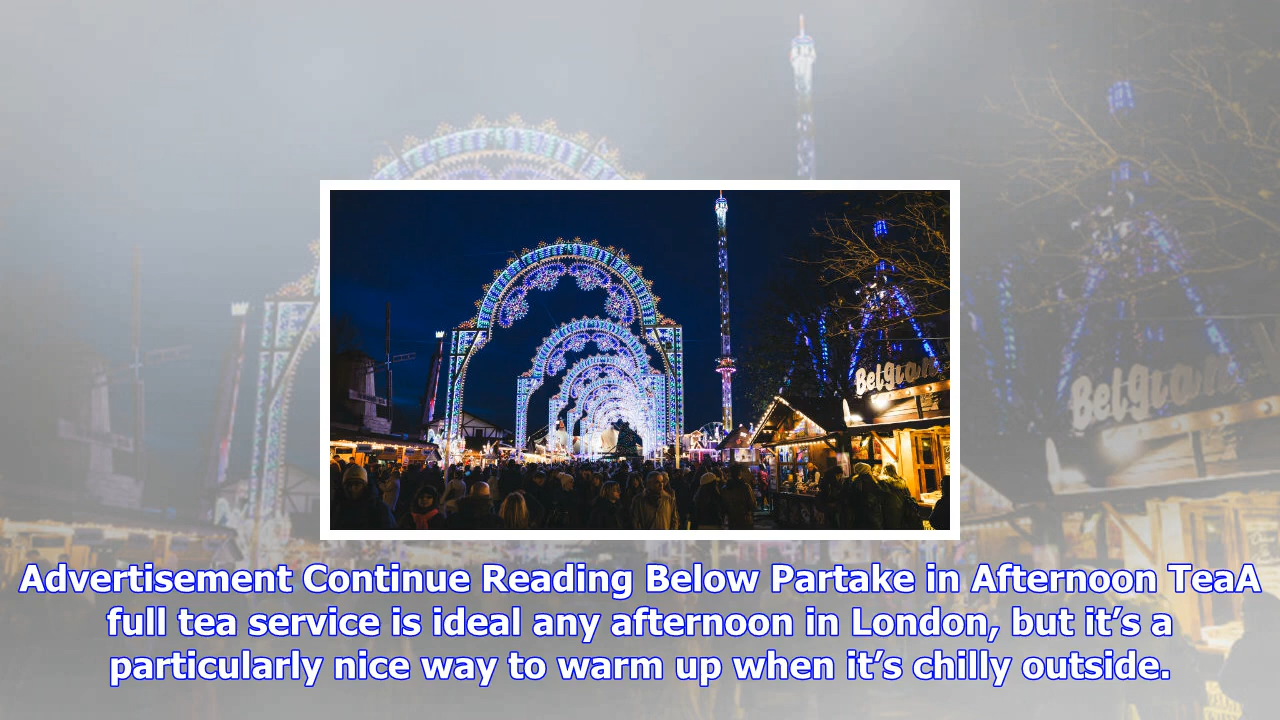 Belgian
Advertisement Continue Reading Below Partake in Afternoon TeaA
full tea service is ideal any afternoon in London, but it’s a
particularly nice way to warm up when it’s chilly outside.